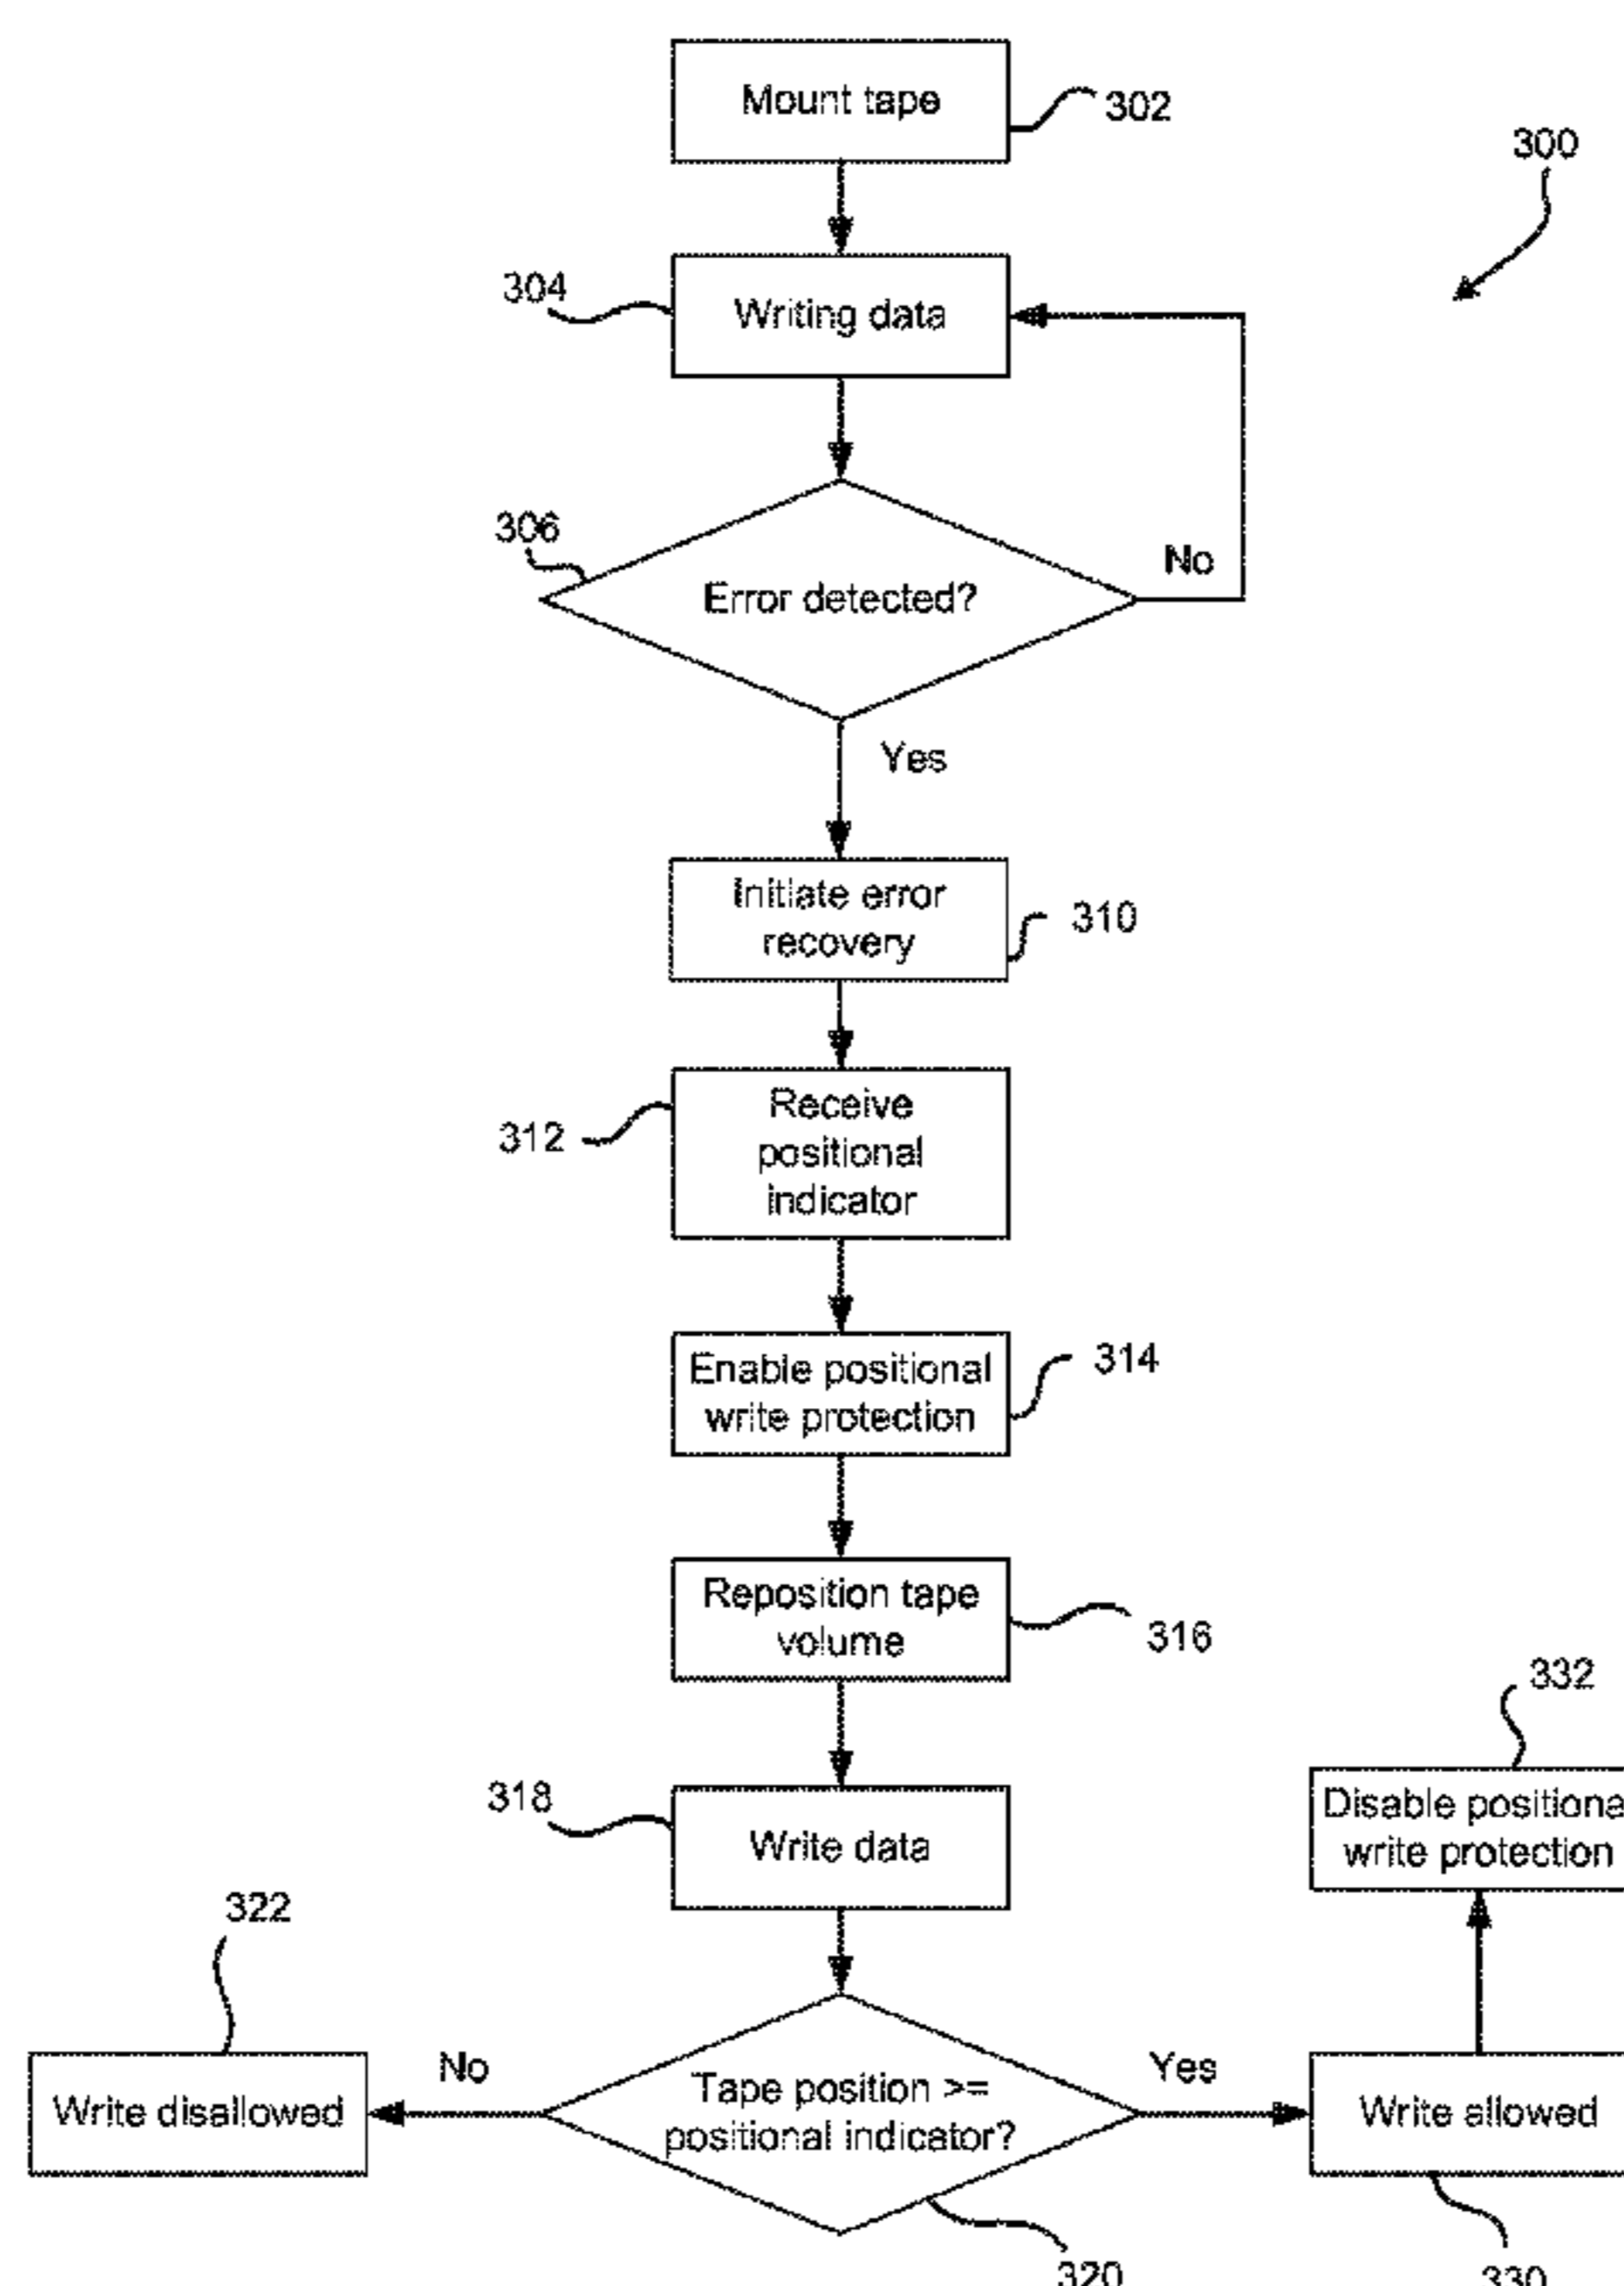 Mount tape
302
300
304
Writing data
306
No
Error detected?
Yes
Initiate error
recovery
310
Receive
positional
indicator
312
Enable positional
write protection
314
Reposition tape
volume
316
332
Disable positiona
write protection
318
Write data
322
No
Yes
Write disallowed
Tape position >=
positional indicator?
Write allowed
320
330